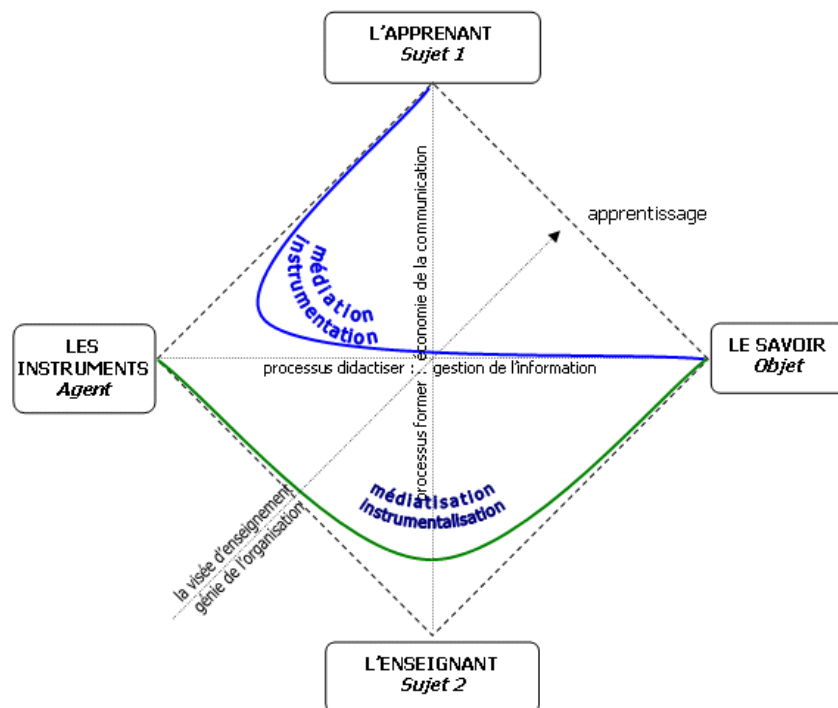 L'APPRENANT
Sujet 1
économie de la communication
apprentissage
médiation
instrumentation
LES
INSTRUMENTS
Agent
LE SAVOIR
Objet
processus didactiser :... gestion de l'information
processus former :
médiatisation
instrumentalisation
la visée d'enseignement
génie de l'organisation
L'ENSEIGNANT
Sujet 2